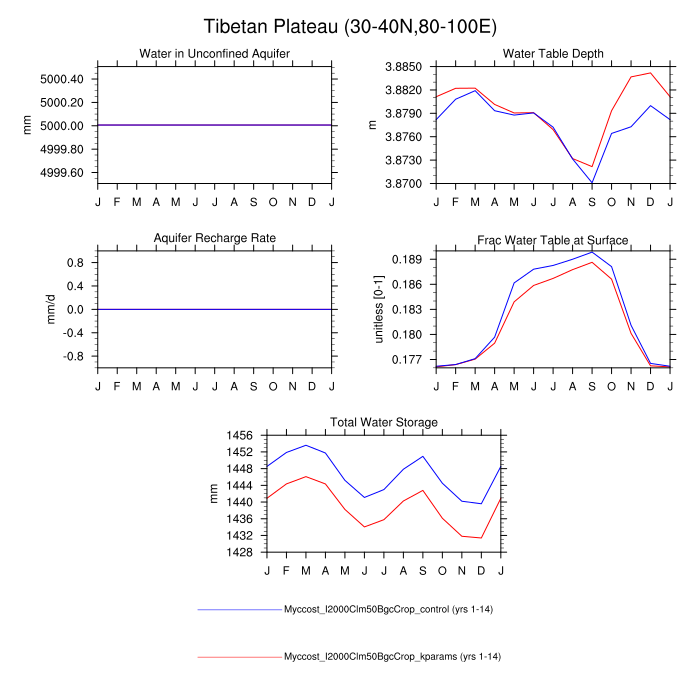 Tibetan Plateau (30-40N,80-100E)
Water in Unconfined Aquifer
5000.40
5000.20
5000.00
4999.80
4999.60
mm
J F M A M J J A S O N D J
Water Table Depth
3.8850
3.8820
3.8790
3.8760
3.8730
3.8700
m
J F M A M J J A S O N D J
Aquifer Recharge Rate
0.8
0.4
0.0
-0.4
-0.8
mm/d
J F M A M J J A S O N D J
Frac Water Table at Surface
0.189
0.186
0.183
0.180
0.177
unitless [0-1]
J F M A M J J A S O N D J
Total Water Storage
1456
1452
1448
1444
1440
1436
1432
1428
mm
J F M A M J J A S O N D J
Myccost_I2000Clm50BgcCrop_control (yrs 1-14)
Myccost_I2000Clm50BgcCrop_kparams (yrs 1-14)